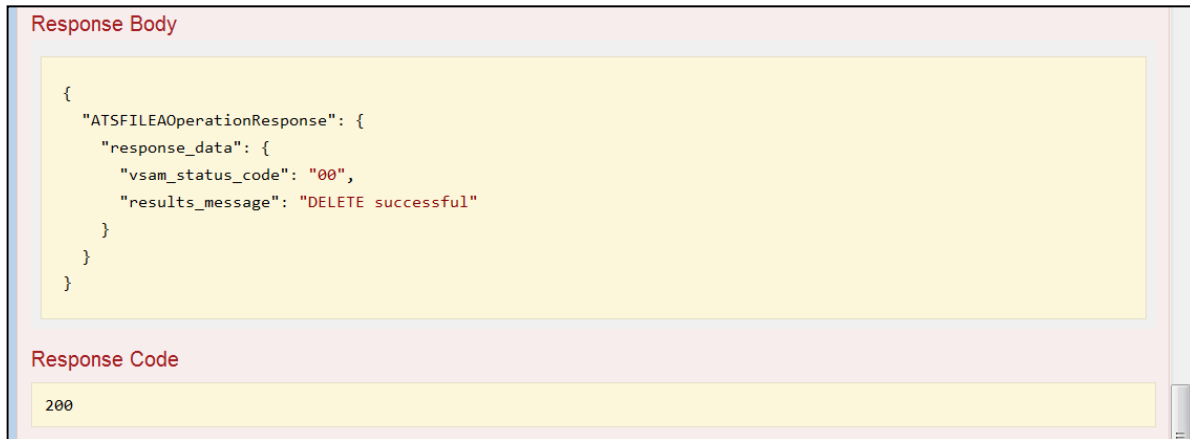 Response Body
{
"ATSFILEAOperationResponse": {
"response_data": {
"vsam_status_code": "00",
"results_message": "DELETE successful"
}
}
}
Response Code
200